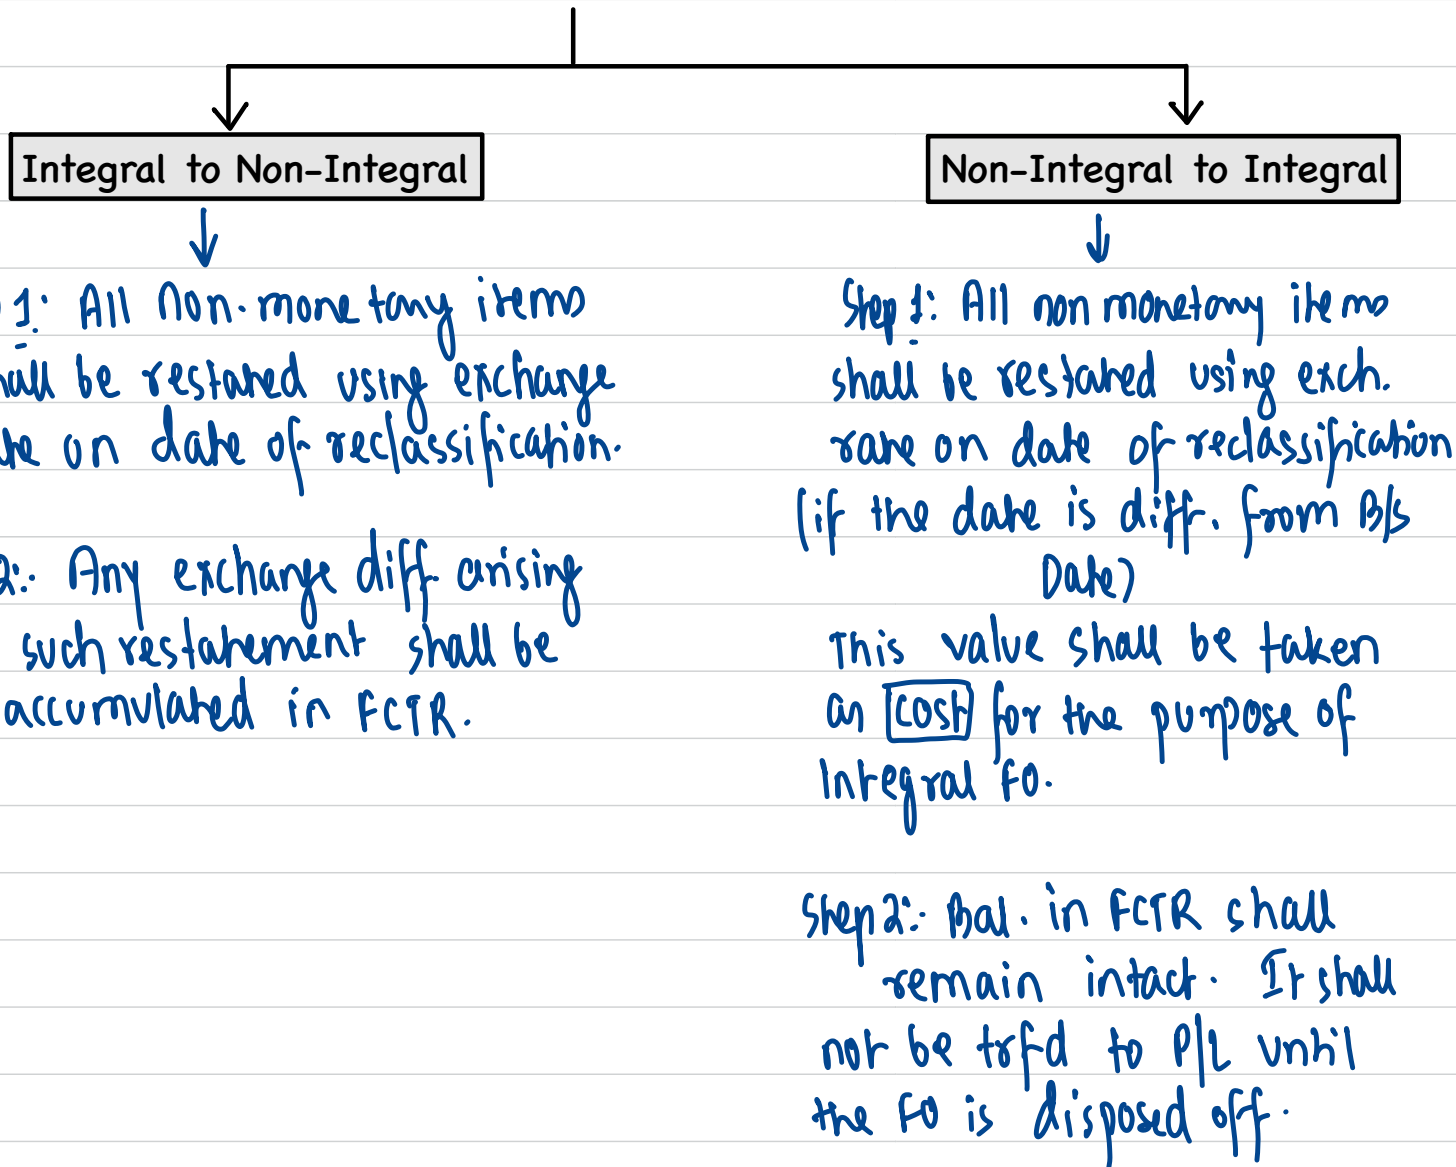 Integral to Non-Integral
1: All Non-monetary items
shall be restated using exchange
rate on date of reclassification.
2:- Any exchange diff. arising
such restatement shall be
accumulated in FCTR.
Non-Integral to Integral
Step 1: All non monetary items
shall be restated using exch.
rate on date of reclassification
(if the date is diff. from B/S
Date)
This value shall be taken
as cost for the purpose of
Integral FO.
Step 2:- Bal. in FCTR shall
remain intact. It shall
not be trfd to P/L until
the FO is disposed off.